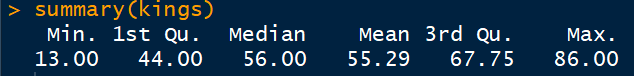 > summary(kings)
Min. 1st Qu. Median Mean 3rd Qu. Max.
13.00 44.00 56.00 55.29 67.75 86.00